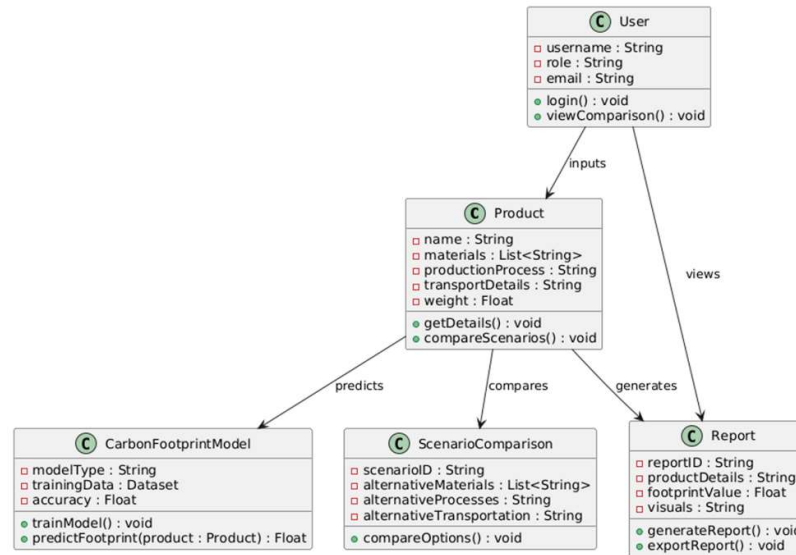 C User
username : String
role : String
email : String
login() : void
viewComparison() : void
inputs
C Product
name : String
materials : List<String>
productionProcess : String
transportDetails : String
weight : Float
getDetails() : void
compareScenarios() : void
views
predicts
compares
generates
C CarbonFootprintModel
modelType : String
trainingData : Dataset
accuracy : Float
trainModel() : void
predictFootprint(product : Product) : Float
C ScenarioComparison
scenarioID : String
alternativeMaterials : List<String>
alternativeProcesses : String
alternativeTransportation : String
compareOptions() : void
C Report
reportID : String
productDetails : String
footprintValue : Float
visuals : String
generateReport() : void
exportReport() : void